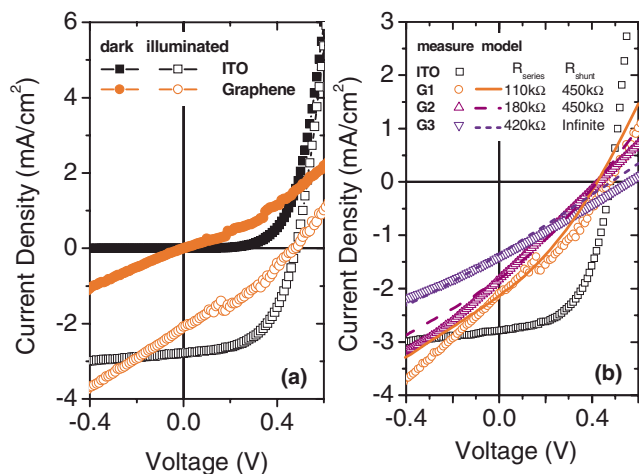 dark illuminated
ITO
Graphene
6
4
2
0
-2
-4
-0.4 0.0 0.4
Current Density (mA/cm²)
Voltage (V)
(a)
measure model
R_series R_shunt
ITO
G1 110kΩ 450kΩ
G2 180kΩ 450kΩ
G3 420kΩ Infinite
3
2
1
0
-1
-2
-3
-4
-0.4 0.0 0.4
Current Density (mA/cm²)
Voltage (V)
(b)